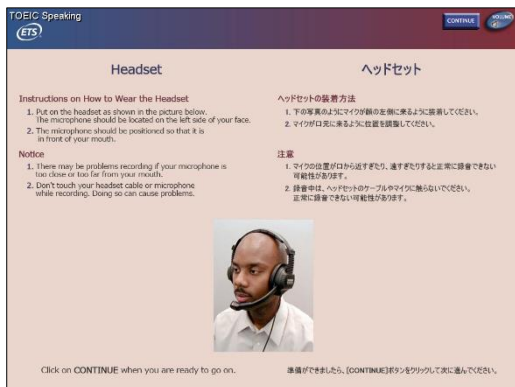 TOEIC Speaking
CONTINUE
VOLUME
ETS
Headset
Instructions on How to Wear the Headset
1. Put on the headset as shown in the picture below.
The microphone should be located on the left side of your face.
2. The microphone should be positioned so that it is
in front of your mouth.
Notice
1. There may be problems recording if your microphone is
too close or too far from your mouth.
2. Don't touch your headset cable or microphone
while recording. Doing so can cause problems.
ヘッドセット
ヘッドセットの装着方法
1. 下の写真のようにマイクが顔の左側に来るように装着してください。
2. マイクが口元に来るように位置を調整してください。
注意
1. マイクの位置が口から近すぎたり、遠すぎたりすると正常に録音できない
可能性があります。
2. 録音中は、ヘッドセットのケーブルやマイクに触らないでください。
正常に録音できない可能性があります。
Click on CONTINUE when you are ready to go on.
準備ができましたら、[CONTINUE]ボタンをクリックして次に進んでください。